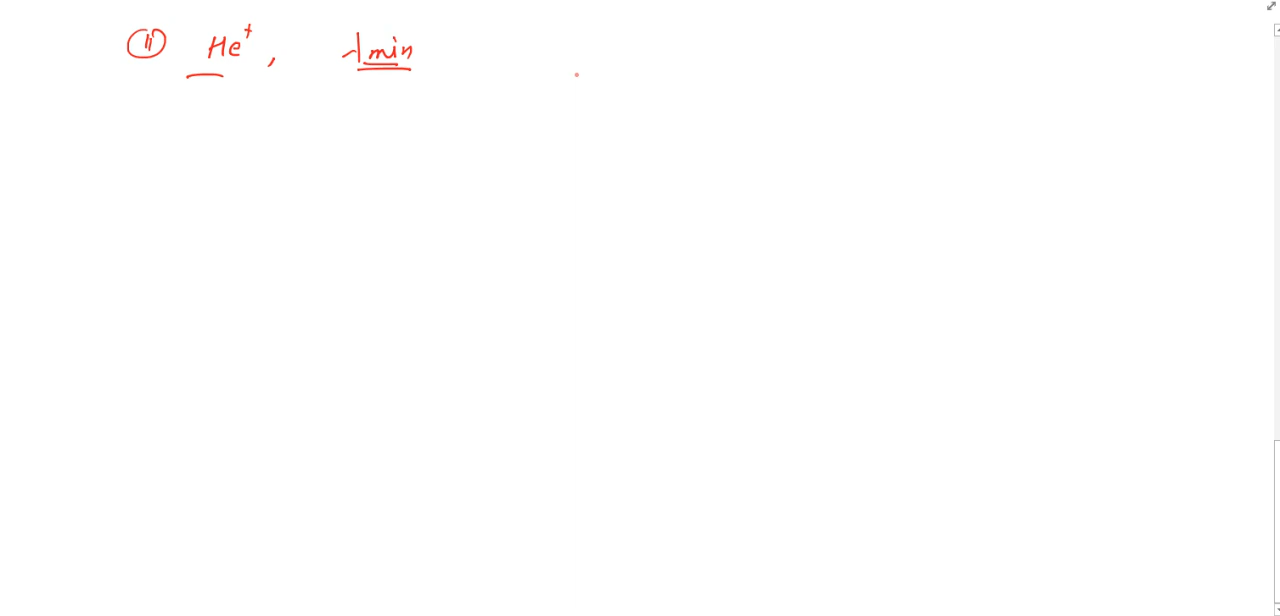 ⑪ He⁺, λmin